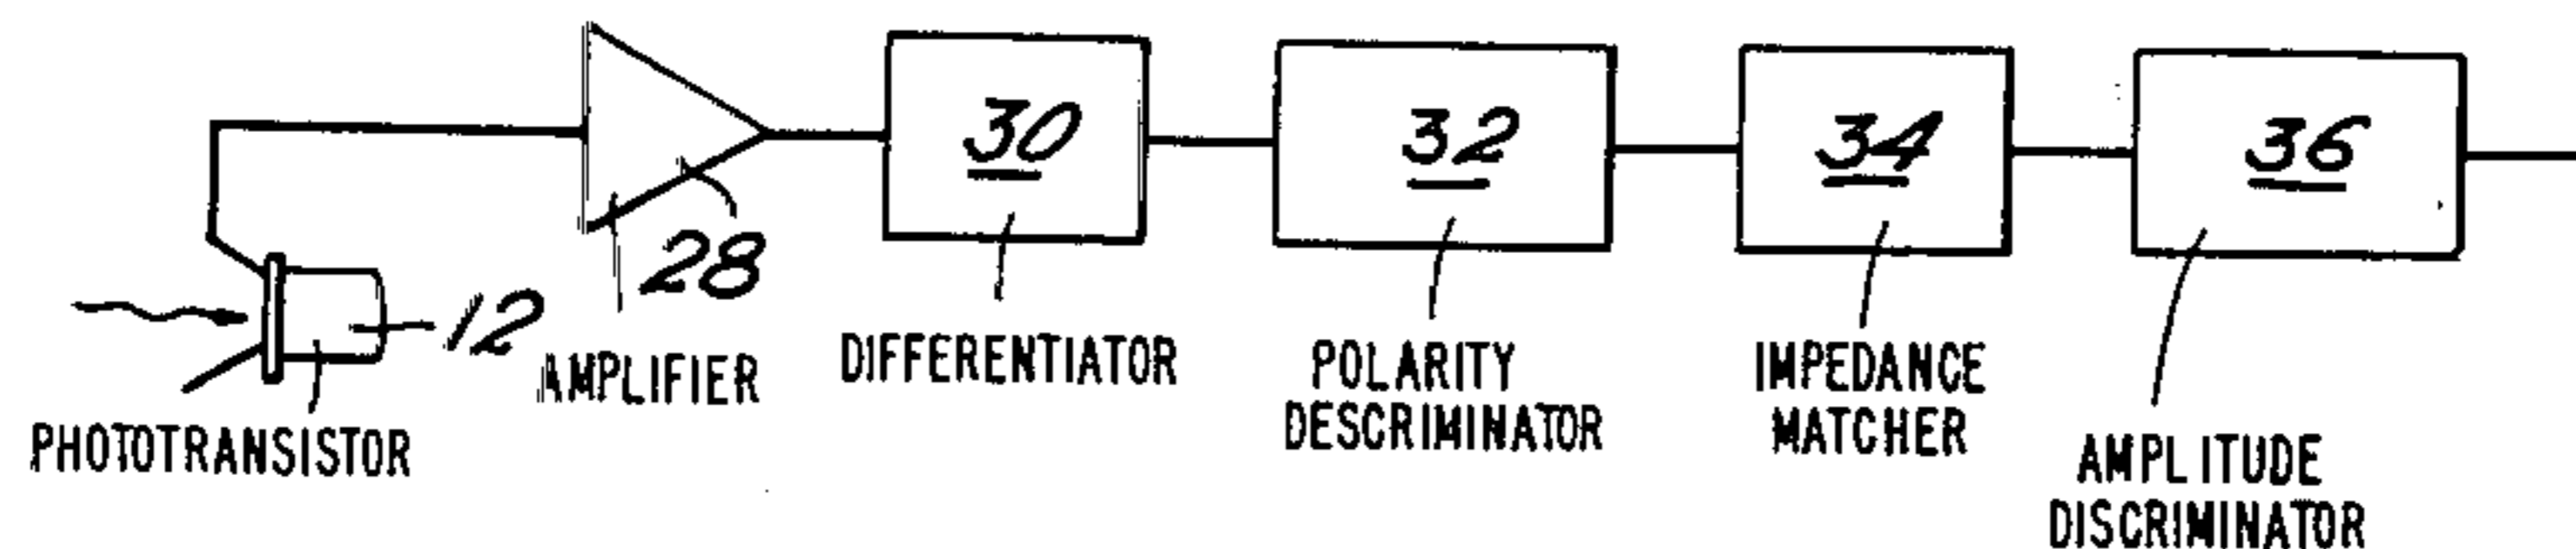 30
32
34
36
28
12
PHOTOTRANSISTOR
AMPLIFIER
DIFFERENTIATOR
POLARITY
DESCRIMINATOR
IMPEDANCE
MATCHER
AMPLITUDE
DISCRIMINATOR